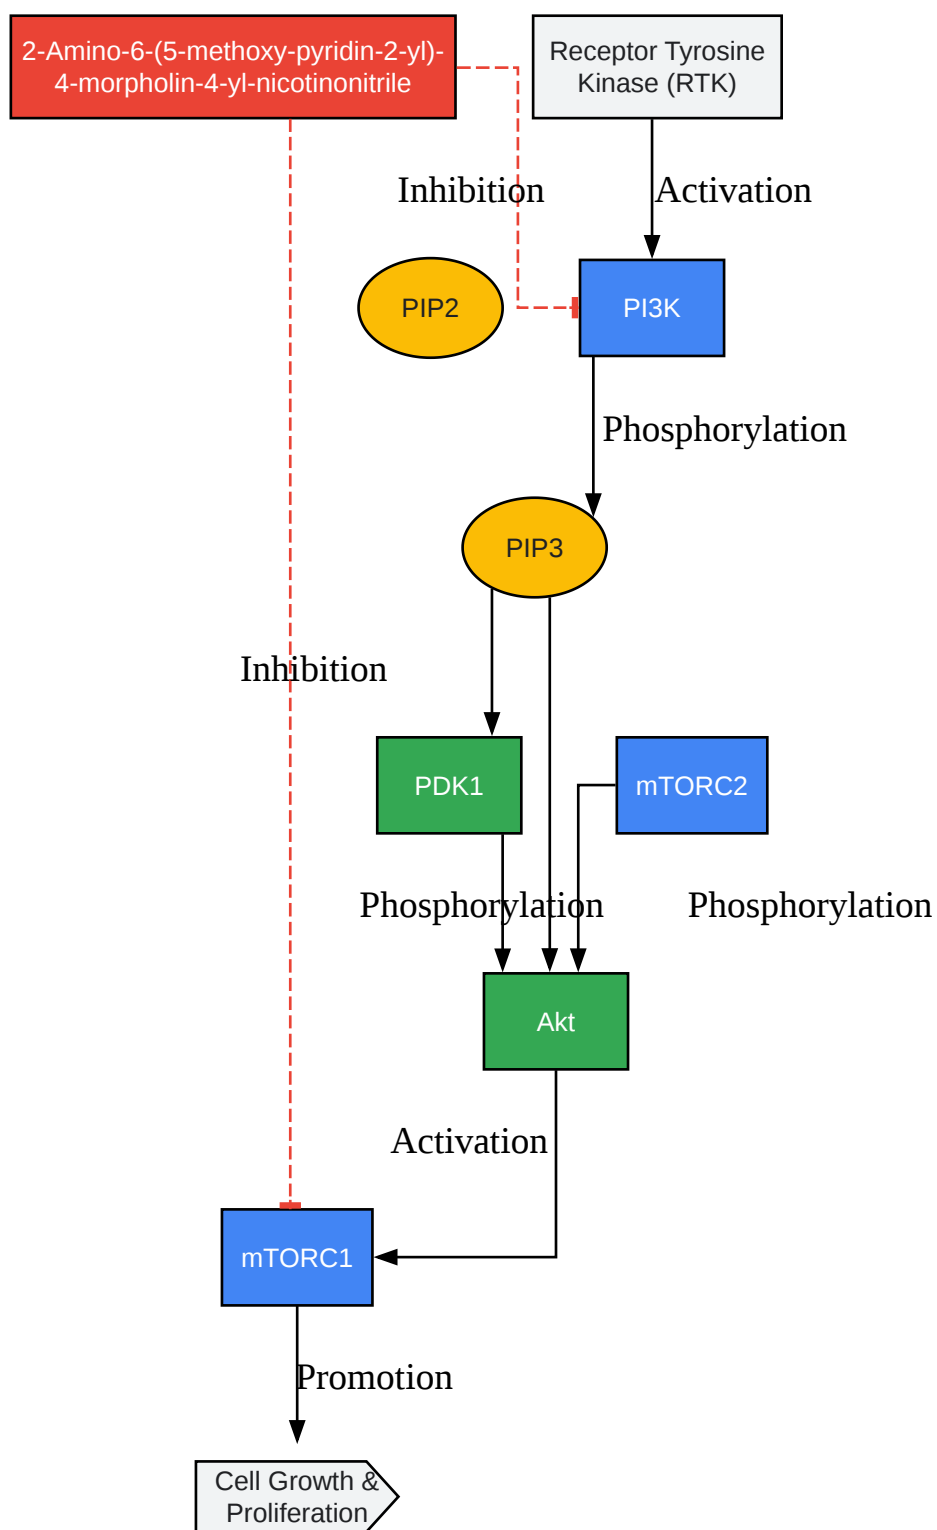 2-Amino-6-(5-methoxy-pyridin-2-yl)-
4-morpholin-4-yl-nicotinonitrile
Receptor Tyrosine
Kinase (RTK)
Inhibition
Activation
PIP2
PI3K
Phosphorylation
PIP3
Inhibition
PDK1
mTORC2
Phosphorylation
Phosphorylation
Akt
Activation
mTORC1
Promotion
Cell Growth &
Proliferation